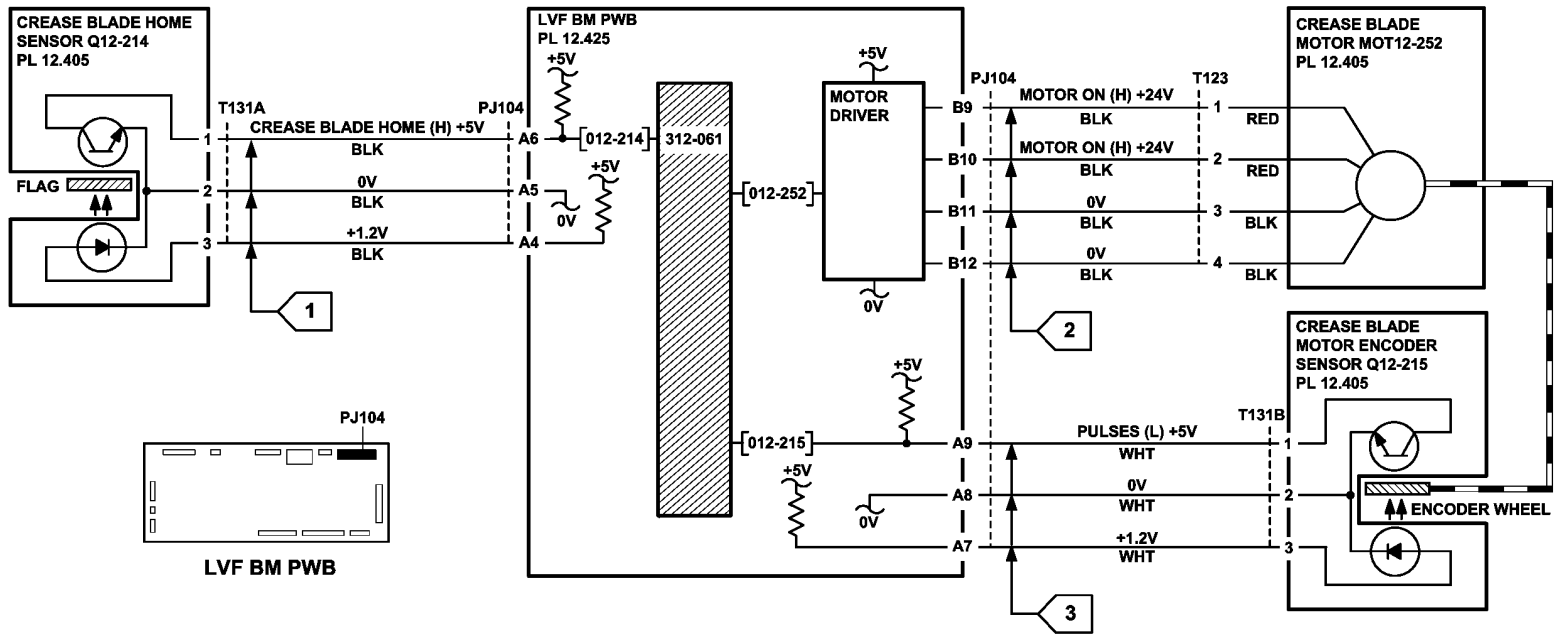 CREASE BLADE HOME
SENSOR Q12-214
PL 12.405
FLAG
1
2
3
T131A
PJ104
CREASE BLADE HOME (H) +5V
BLK
0V
BLK
+1.2V
BLK
1
A6
A5
A4
LVF BM PWB
PL 12.425
+5V
[012-214]
312-061
+5V
0V
[012-252]
+5V
MOTOR
DRIVER
0V
B9
B10
B11
B12
PJ104
T123
MOTOR ON (H) +24V
BLK
1
RED
MOTOR ON (H) +24V
BLK
2
RED
0V
BLK
3
BLK
0V
BLK
4
BLK
2
CREASE BLADE
MOTOR MOT12-252
PL 12.405
[012-215]
+5V
+5V
0V
A9
A8
A7
PULSES (L) +5V
WHT
0V
WHT
+1.2V
WHT
3
T131B
1
2
3
CREASE BLADE
MOTOR ENCODER
SENSOR Q12-215
PL 12.405
ENCODER WHEEL
PJ104
LVF BM PWB